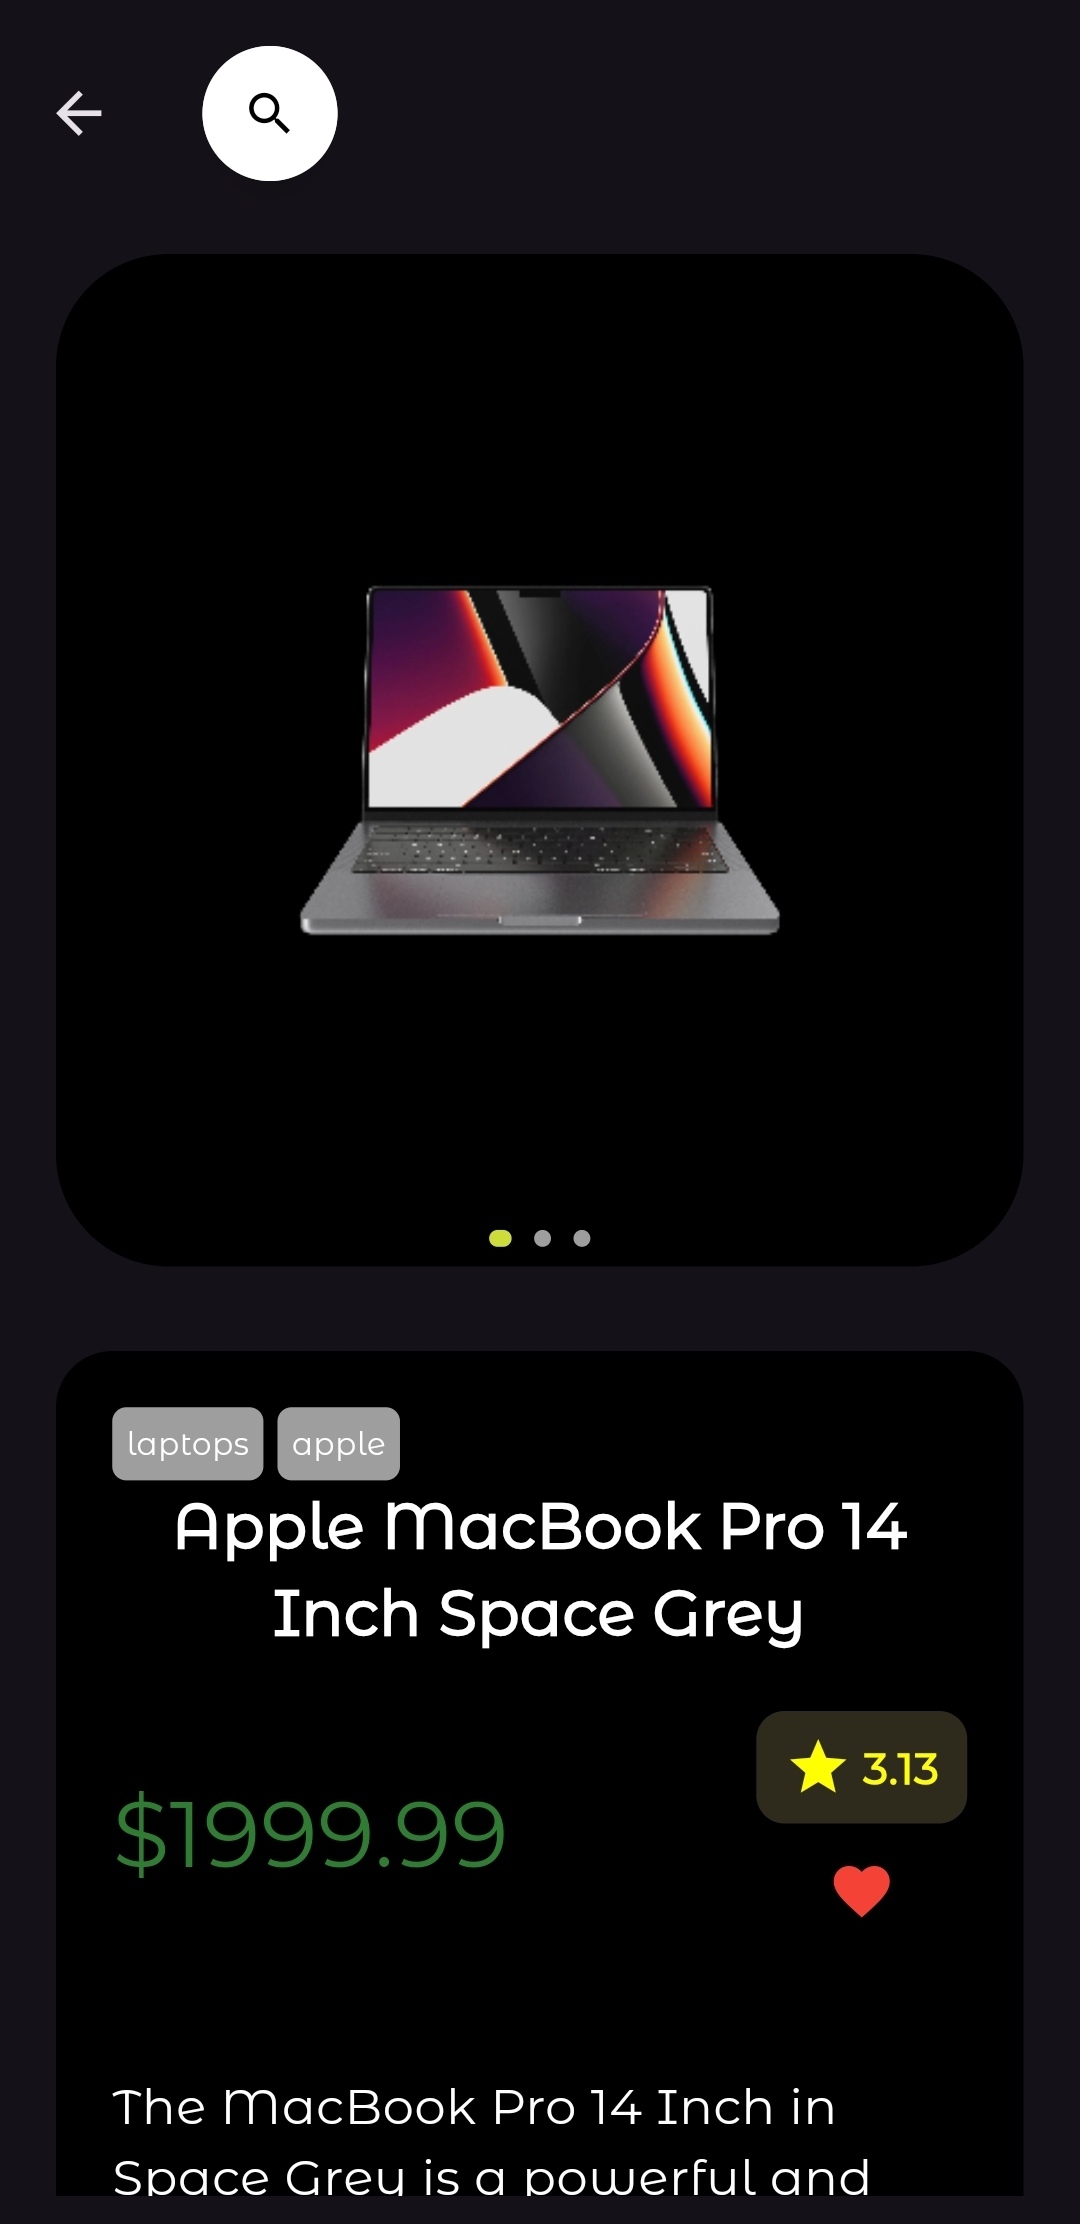 laptops apple
Apple MacBook Pro 14
Inch Space Grey
3.13
$1999.99
The MacBook Pro 14 Inch in
Space Grey is a powerful and